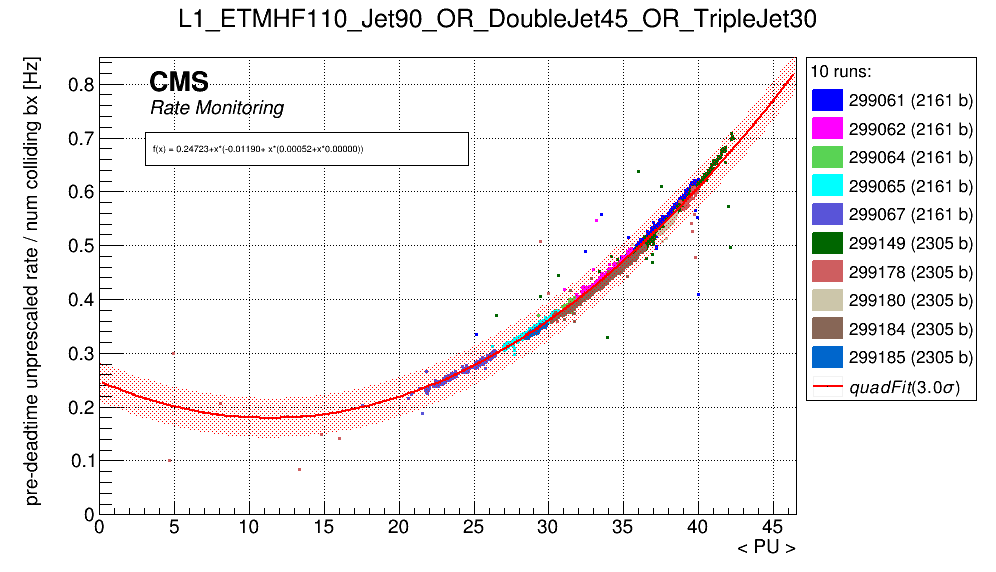 L1_ETMHF110_Jet90_OR_DoubleJet45_OR_TripleJet30
pre-deadtime unprescaled rate / num colliding bx [Hz]
CMS
Rate Monitoring
f(x) = 0.24723+x*(-0.01190+ x*(0.00052+x*0.00000))
0.8
0.7
0.6
0.5
0.4
0.3
0.2
0.1
0
0 5 10 15 20 25 30 35 40 45
< PU >
10 runs:
299061 (2161 b)
299062 (2161 b)
299064 (2161 b)
299065 (2161 b)
299067 (2161 b)
299149 (2305 b)
299178 (2305 b)
299180 (2305 b)
299184 (2305 b)
299185 (2305 b)
quadFit(3.0σ)